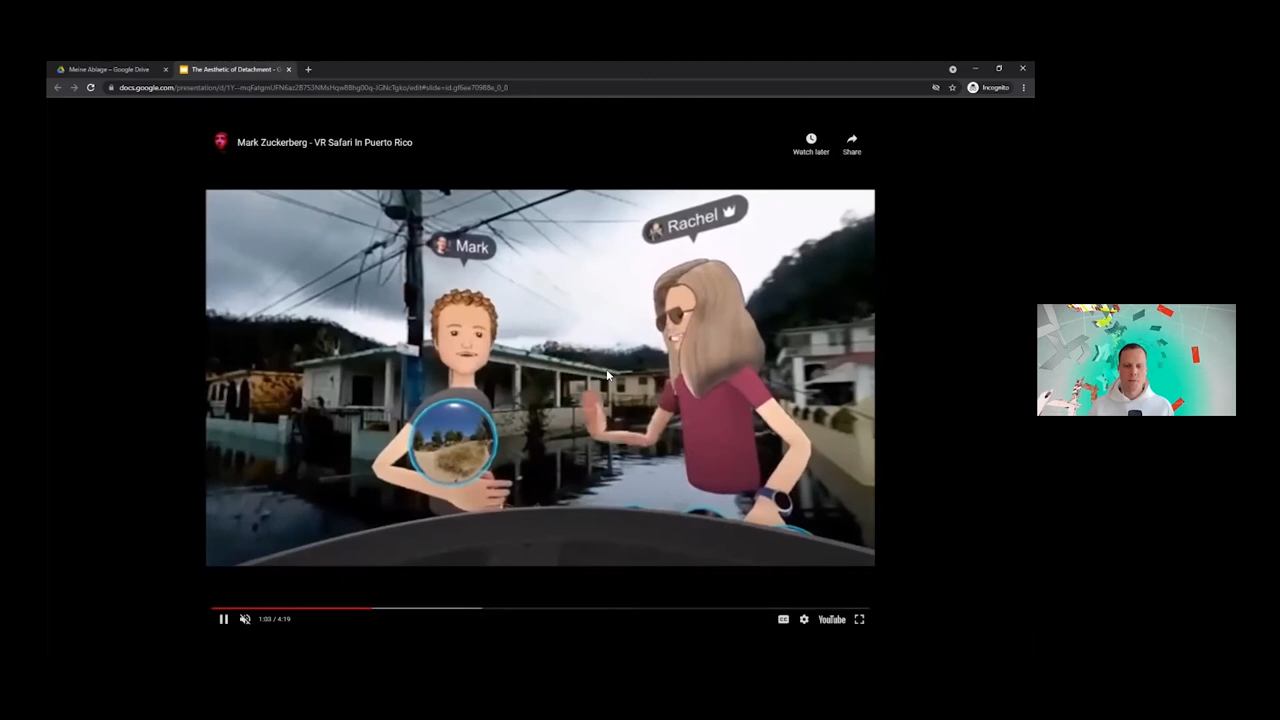 Meine Ablage – Google Drive
The Aesthetic of Detachment - G
Incognito
Mark Zuckerberg - VR Safari In Puerto Rico
Watch later
Share
Rachel
Mark
1:03 / 4:19
CC
YouTube